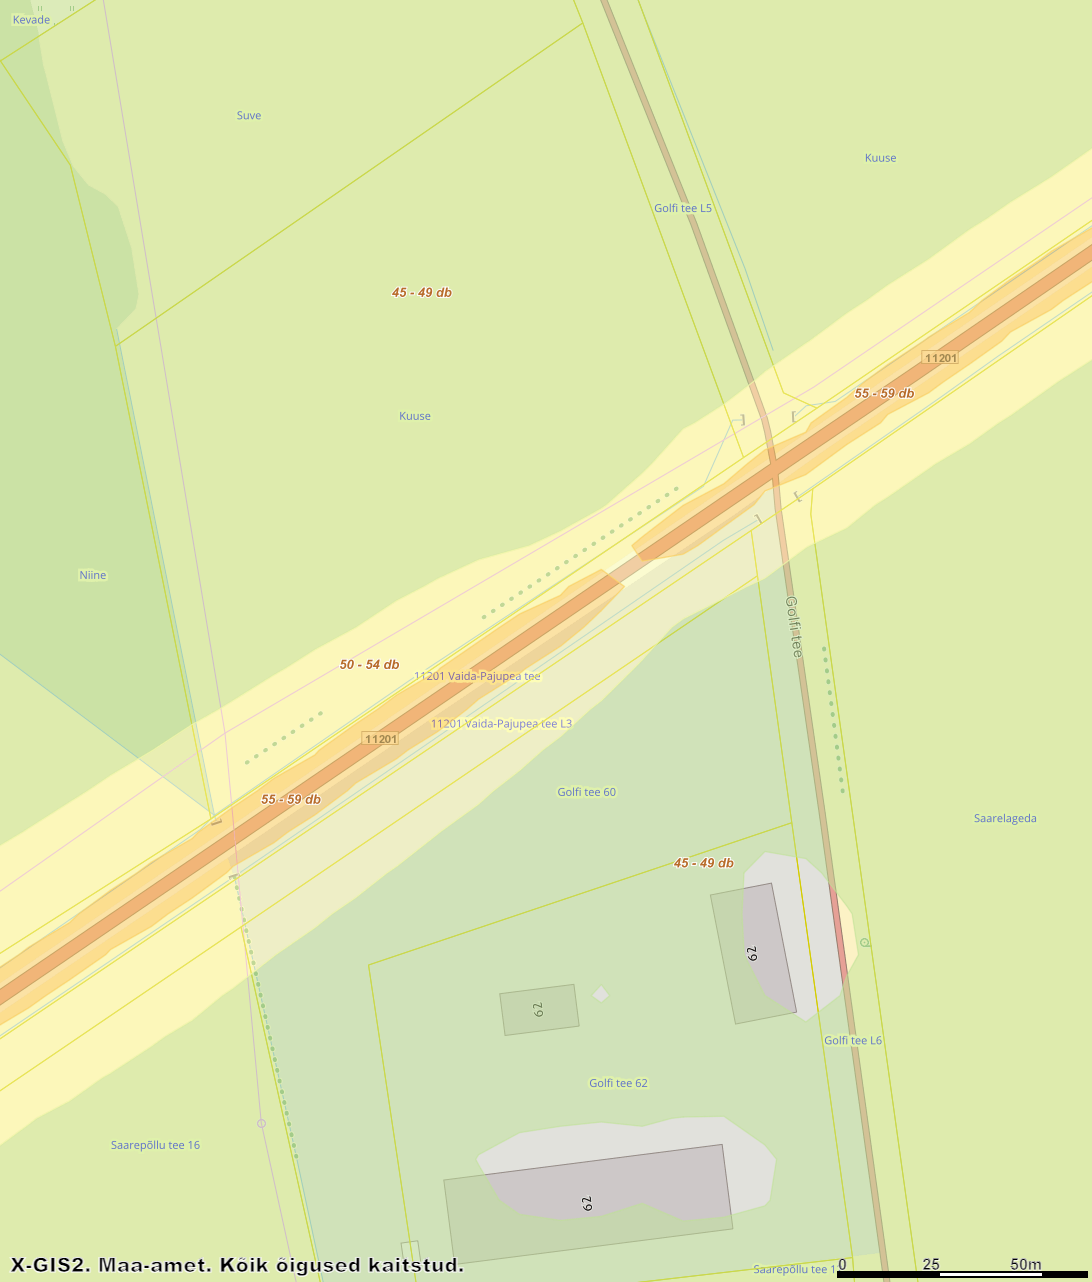 Kevade
Suve
Kuuse
Golfi tee L5
45 - 49 db
11201
55 - 59 db
Kuuse
Niine
Golfi tee
50 - 54 db
11201 Vaida-Pajupea tee
11201 Vaida-Pajupea tee L3
11201
Golfi tee 60
55 - 59 db
Saarelageda
45 - 49 db
62
62
Golfi tee L6
Golfi tee 62
Saarepõllu tee 16
62
X-GIS2. Maa-amet. Kõik õigused kaitstud.
Saarepõllu tee
0 25 50m